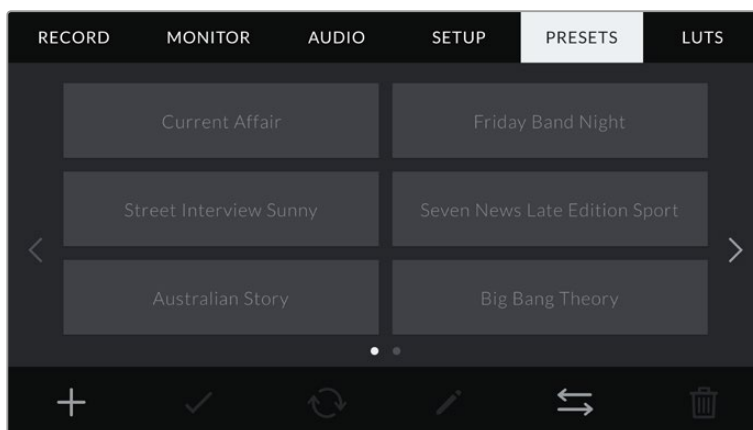 RECORD MONITOR AUDIO SETUP PRESETS LUTS
Current Affair Friday Band Night
Street Interview Sunny Seven News Late Edition Sport
Australian Story Big Bang Theory